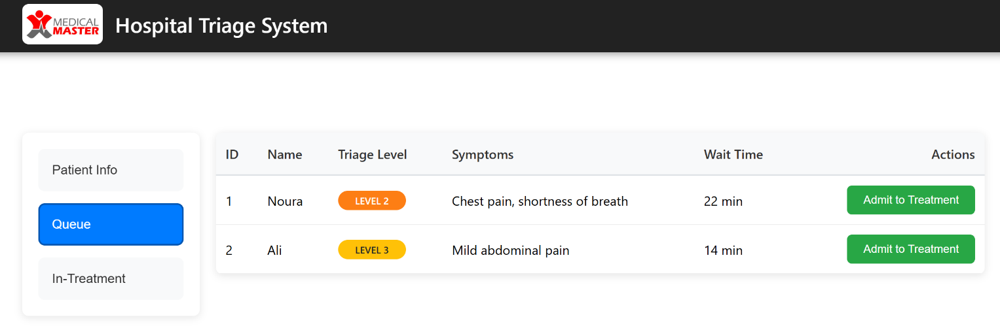 MEDICAL
MASTER
Hospital Triage System
Patient Info
Queue
In-Treatment
ID Name Triage Level Symptoms Wait Time Actions
1 Noura LEVEL 2 Chest pain, shortness of breath 22 min Admit to Treatment
2 Ali LEVEL 3 Mild abdominal pain 14 min Admit to Treatment